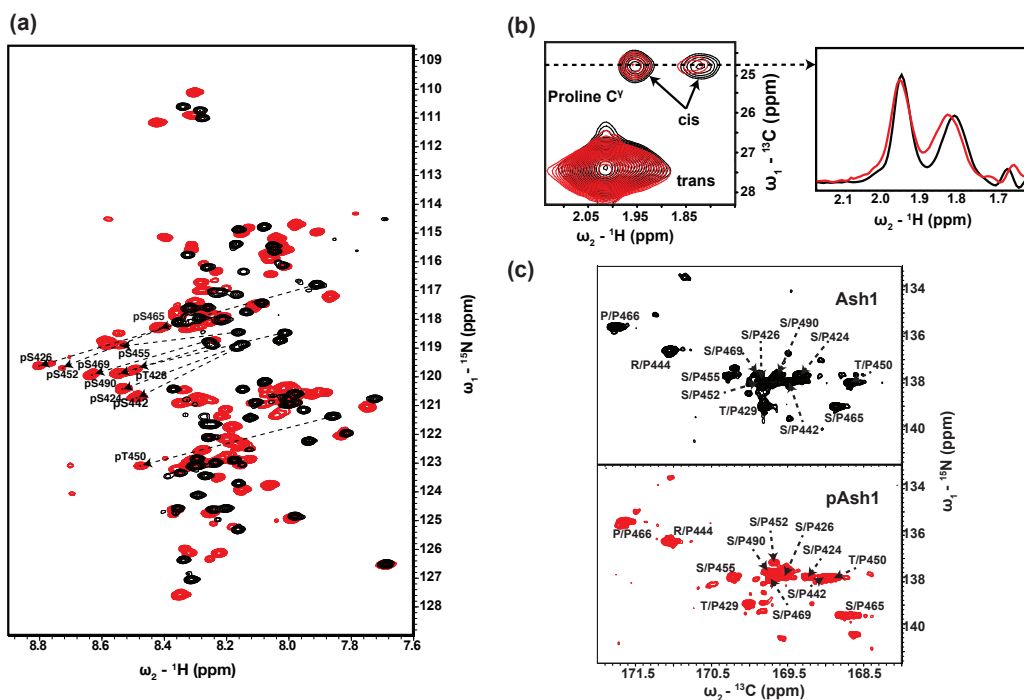 (a)
109
110
111
112
113
114
115
116
117
118
119
120
121
122
123
124
125
126
127
128
ω1 - 15N (ppm)
pS465
pS426
pS455
pS452
pS469
pT428
pS490
pS424
pS442
pT450
8.8
8.6
8.4
8.2
8.0
7.8
7.6
ω2 - 1H (ppm)
(b)
Proline Cγ
cis
trans
25
26
27
28
ω1 - 13C (ppm)
2.05
1.95
1.85
1.75
ω2 - 1H (ppm)
2.1
2.0
1.9
1.8
1.7
ω2 - 1H (ppm)
(c)
Ash1
P/P466
R/P444
S/P455
S/P452
T/P429
S/P469
S/P426
S/P490
S/P424
T/P450
S/P442
S/P465
134
136
138
140
ω1 - 15N (ppm)
pAsh1
P/P466
R/P444
S/P455
T/P429
S/P490
S/P452
S/P426
S/P424
T/P450
S/P442
S/P469
S/P465
134
136
138
140
171.5
170.5
169.5
168.5
ω2 - 13C (ppm)